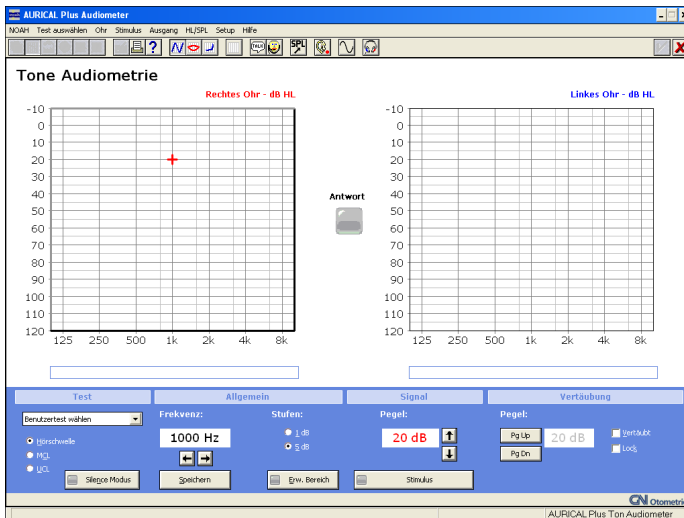 AURICAL Plus Audiometer
NOAH Test auswählen Ohr Stimulus Ausgang HL/SPL Setup Hilfe
? TALK SPL
Tone Audiometrie
Rechtes Ohr - dB HL
Linkes Ohr - dB HL
-10
0
10
20
30
40
50
60
70
80
90
100
110
120
125 250 500 1k 2k 4k 8k
Antwort
-10
0
10
20
30
40
50
60
70
80
90
100
110
120
125 250 500 1k 2k 4k 8k
Test Allgemein Signal Vertäubung
Benutzertest wählen
Hörschwelle
MCL
UCL
Silence Modus
Frekvenz:
1000 Hz
Speichern
Stufen:
1 dB
5 dB
Erw. Bereich
Pegel:
20 dB
Stimulus
Pegel:
Pg Up
Pg Dn
20 dB
Vertäubt
Lock
GN Otometrics
AURICAL Plus Ton Audiometer